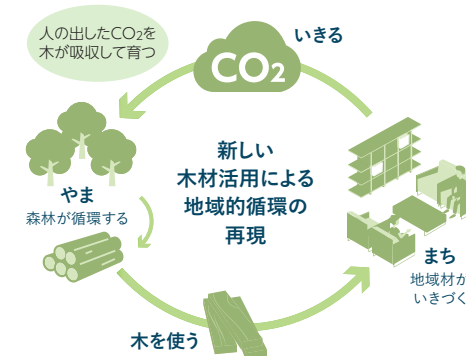 人の出したCO₂を
木が吸収して育つ
いきる
CO₂
新しい
木材活用による
地域的循環の
再現
やま
森林が循環する
まち
地域材が
いきづく
木を使う